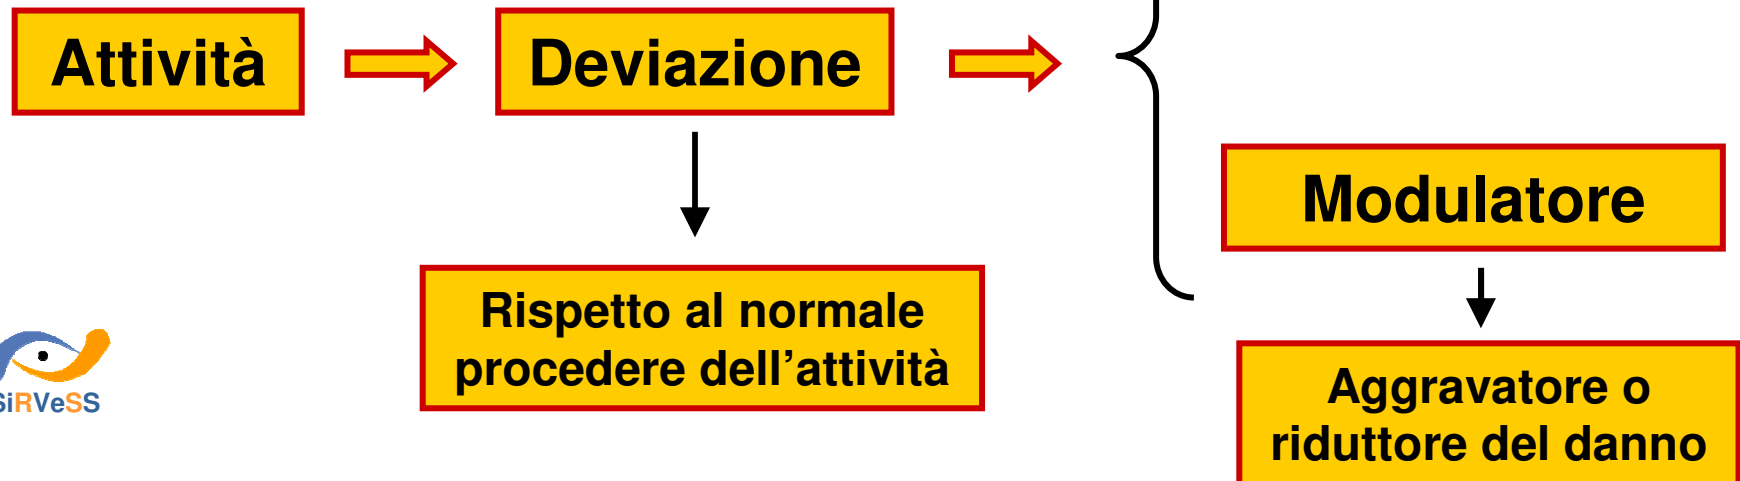 Attività
Deviazione
Modulatore
Rispetto al normale
procedere dell’attività
Aggravatore o
riduttore del danno
SiRVeSS